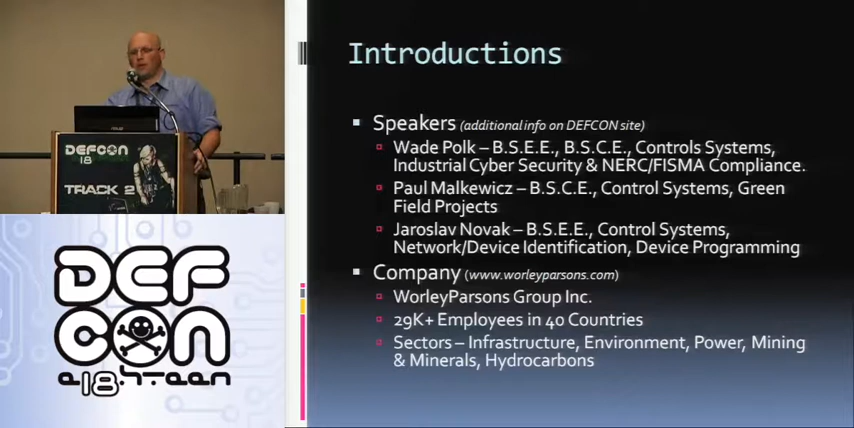 DEFCON
18
TRACK 2
DEF
CON
Introductions
Speakers (additional info on DEFCON site)
Wade Polk – B.S.E.E., B.S.C.E., Controls Systems,
Industrial Cyber Security & NERC/FISMA Compliance.
Paul Malkewicz – B.S.C.E., Control Systems, Green
Field Projects
Jaroslav Novak – B.S.E.E., Control Systems,
Network/Device Identification, Device Programming
Company (www.worleyparsons.com)
WorleyParsons Group Inc.
29K+ Employees in 40 Countries
Sectors – Infrastructure, Environment, Power, Mining
& Minerals, Hydrocarbons